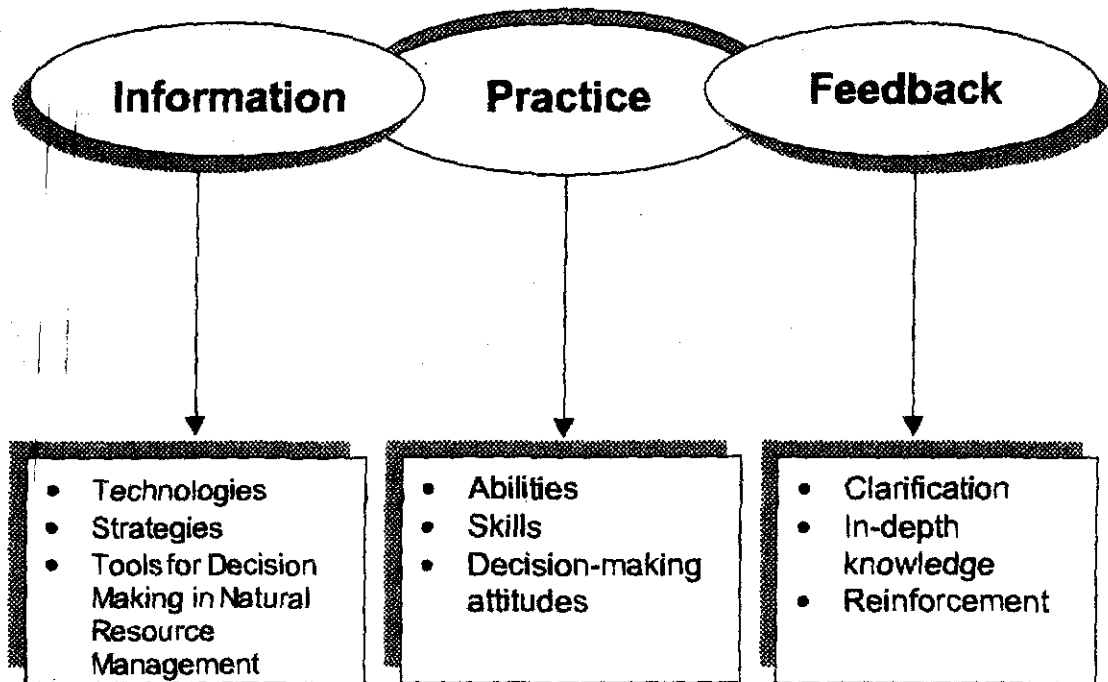 Information
Practice
Feedback
• Technologies
• Strategies
• Tools for Decision
Making in Natural
Resource
Management
• Abilities
• Skills
• Decision-making
attitudes
• Clarification
• In-depth
knowledge
• Reinforcement